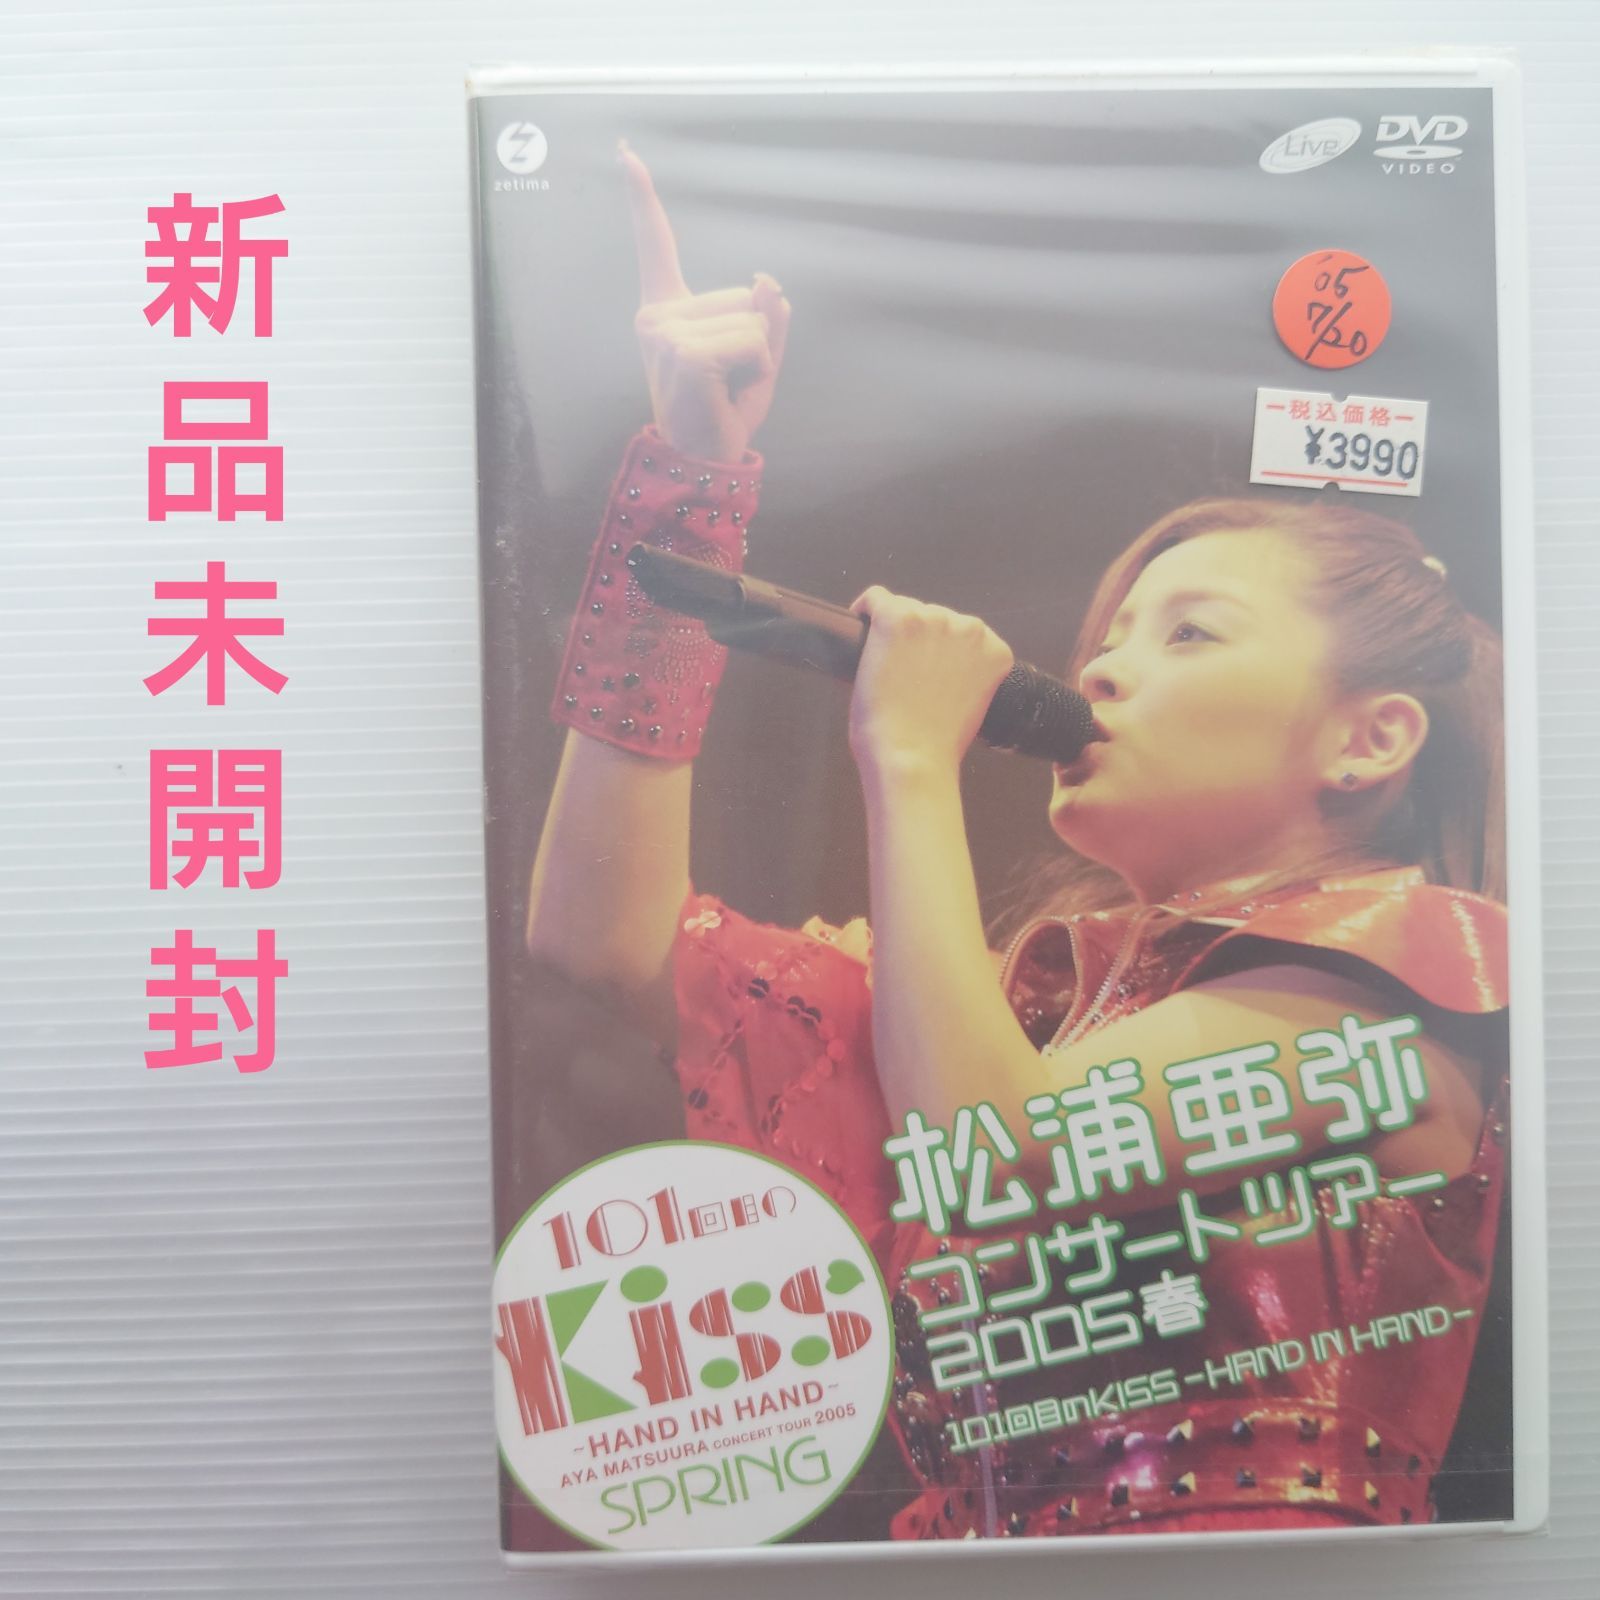 新品未開封
zetima
Live
DVD
VIDEO
'05
7/20
ー税込価格ー
¥3990
松浦亜弥
コンサートツアー
2005春
101回目のKISS -HAND IN HAND-
101回目の
Kiss
~HAND IN HAND~
AYA MATSUURA CONCERT TOUR 2005
SPRING